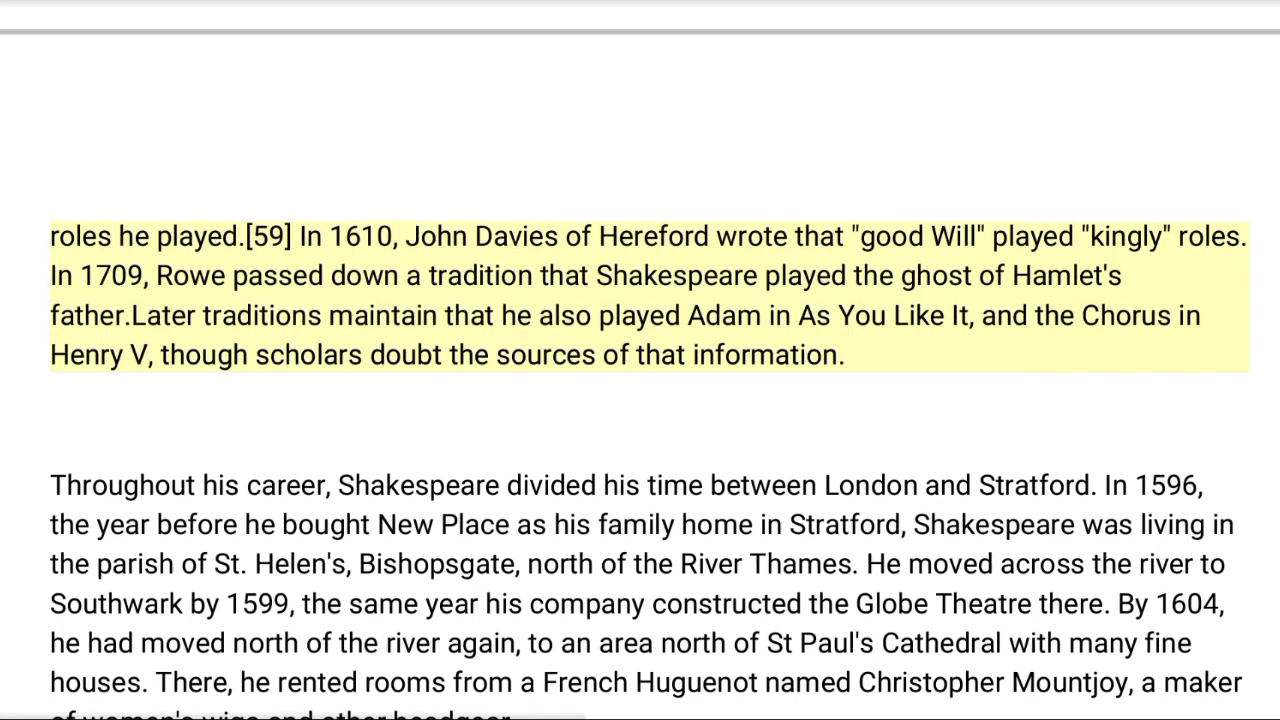 roles he played.[59] In 1610, John Davies of Hereford wrote that "good Will" played "kingly" roles.
In 1709, Rowe passed down a tradition that Shakespeare played the ghost of Hamlet's
father.Later traditions maintain that he also played Adam in As You Like It, and the Chorus in
Henry V, though scholars doubt the sources of that information.
Throughout his career, Shakespeare divided his time between London and Stratford. In 1596,
the year before he bought New Place as his family home in Stratford, Shakespeare was living in
the parish of St. Helen's, Bishopsgate, north of the River Thames. He moved across the river to
Southwark by 1599, the same year his company constructed the Globe Theatre there. By 1604,
he had moved north of the river again, to an area north of St Paul's Cathedral with many fine
houses. There, he rented rooms from a French Huguenot named Christopher Mountjoy, a maker
of women's wigs and other headgear.